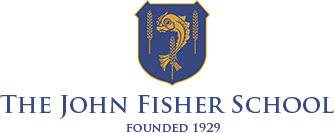 THE JOHN FISHER SCHOOL
FOUNDED 1929